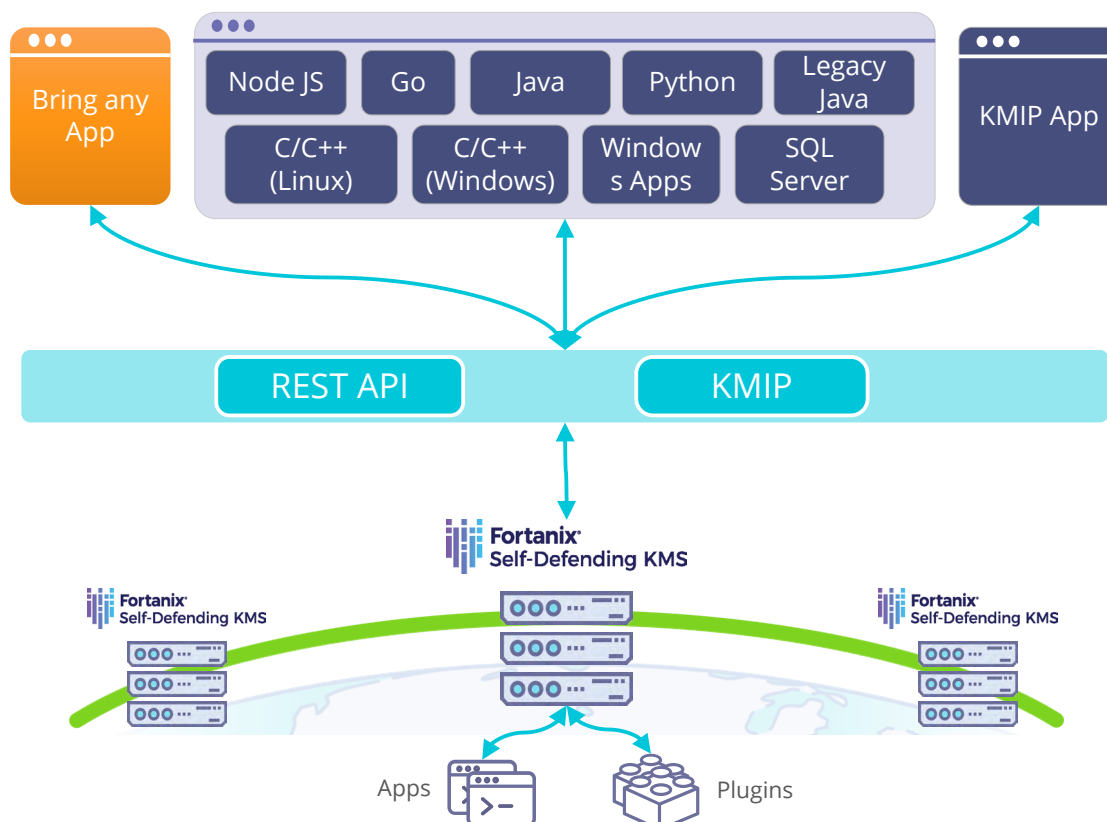 Bring any
App
Node JS
Go
Java
Python
Legacy
Java
C/C++
(Linux)
C/C++
(Windows)
Window
s Apps
SQL
Server
KMIP App
REST API
KMIP
Fortanix®
Self-Defending KMS
Fortanix®
Self-Defending KMS
Fortanix®
Self-Defending KMS
Apps
Plugins